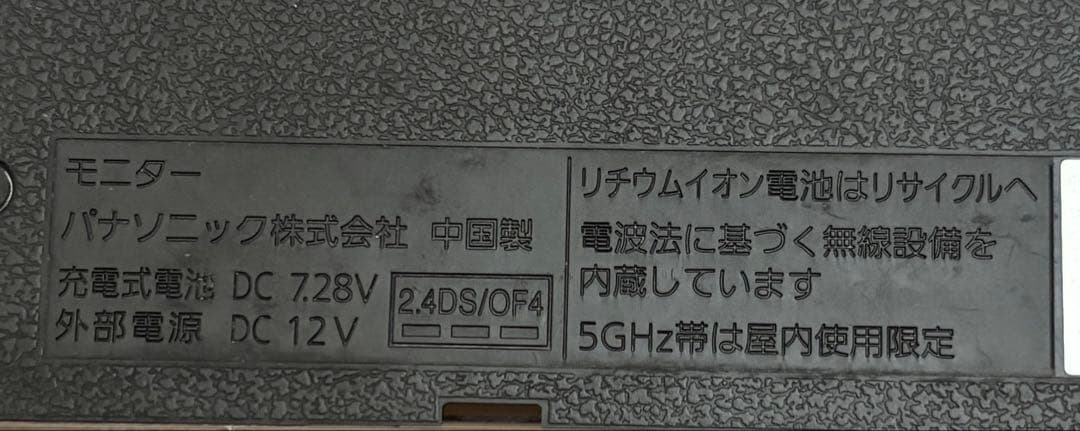 モニター
パナソニック株式会社 中国製
充電式電池 DC 7.28V
外部電源 DC 12V
2.4DS/OF4
リチウムイオン電池はリサイクルへ
電波法に基づく無線設備を
内蔵しています
5GHz帯は屋内使用限定